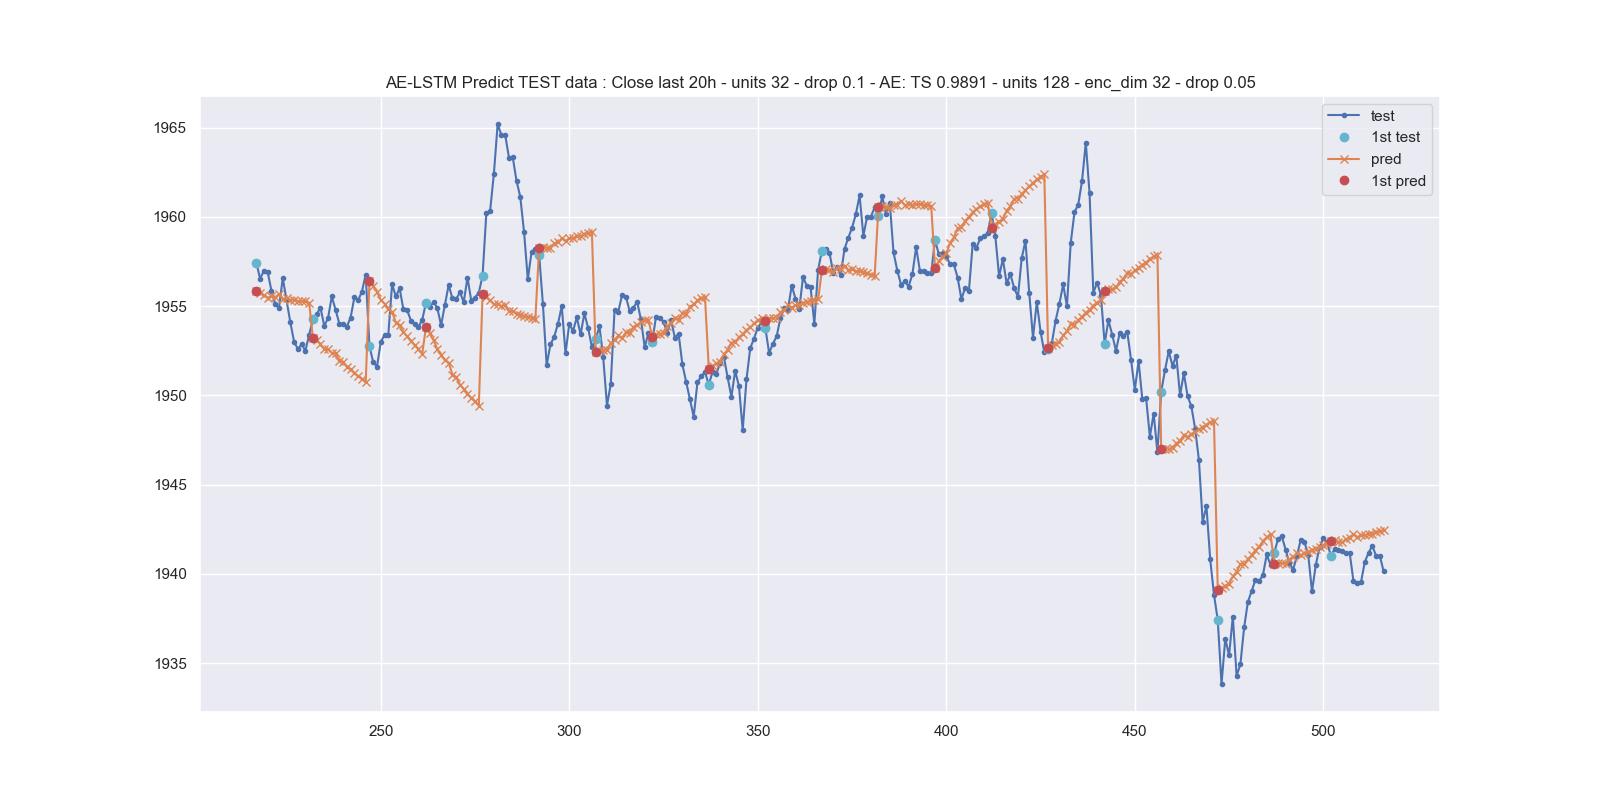 AE-LSTM Predict TEST data : Close last 20h - units 32 - drop 0.1 - AE: TS 0.9891 - units 128 - enc_dim 32 - drop 0.05
test
1st test
pred
1st pred
1965
1960
1955
1950
1945
1940
1935
250 300 350 400 450 500